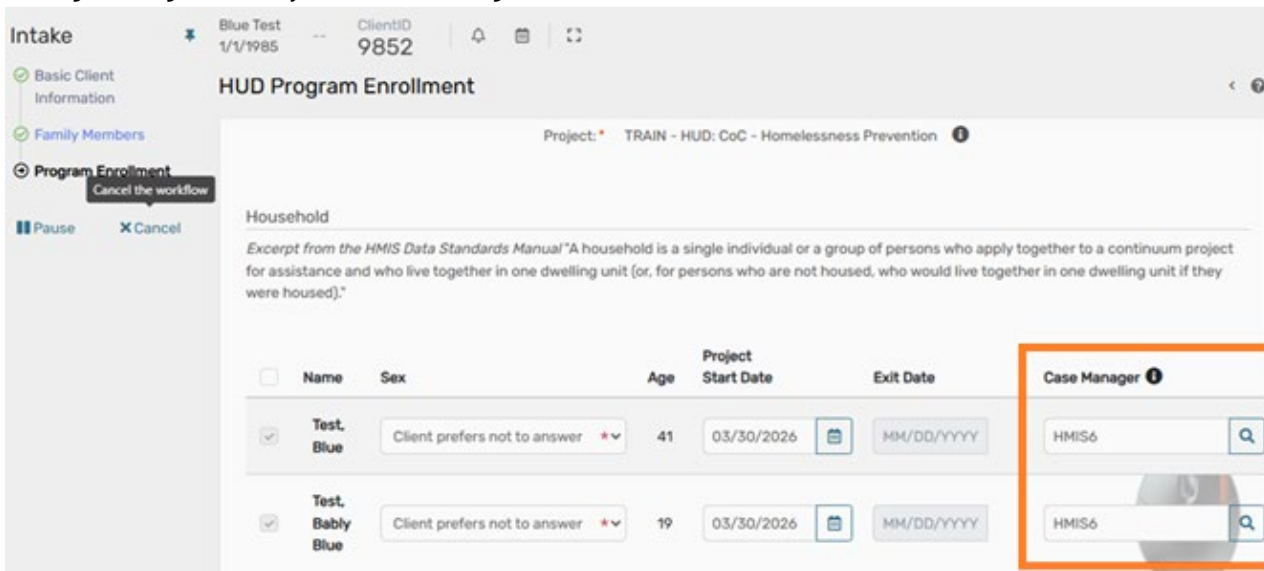 Intake
Blue Test
1/1/1985
--
ClientID
9852
Basic Client
Information
Family Members
Program Enrollment
Cancel the workflow
Pause
Cancel
HUD Program Enrollment
Project:* TRAIN - HUD: CoC - Homelessness Prevention
Household
Excerpt from the HMIS Data Standards Manual "A household is a single individual or a group of persons who apply together to a continuum project
for assistance and who live together in one dwelling unit (or, for persons who are not housed, who would live together in one dwelling unit if they
were housed)."
Name Sex Age Project Start Date Exit Date Case Manager
Test, Blue Client prefers not to answer * 41 03/30/2026 MM/DD/YYYY HMIS6
Test, Bably Blue Client prefers not to answer * 19 03/30/2026 MM/DD/YYYY HMIS6